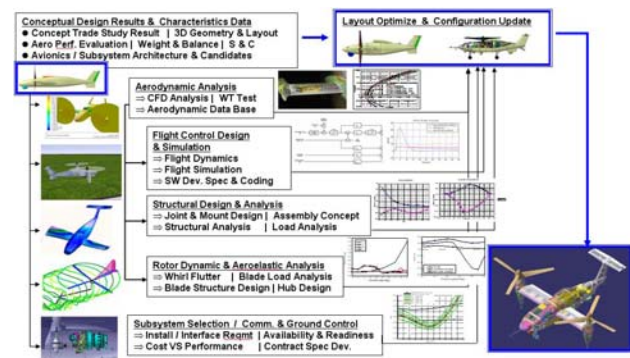 Conceptual Design Results & Characteristics Data
● Concept Trade Study Result | 3D Geometry & Layout
● Aero Perf. Evaluation | Weight & Balance | S & C
● Avionics / Subsystem Architecture & Candidates
Layout Optimize & Configuration Update
Aerodynamic Analysis
⇒ CFD Analysis | WT Test
⇒ Aerodynamic Data Base
Flight Control Design
& Simulation
⇒ Flight Dynamics
⇒ Flight Simulation
⇒ SW Dev. Spec & Coding
Structural Design & Analysis
⇒ Joint & Mount Design | Assembly Concept
⇒ Structural Analysis | Load Analysis
Rotor Dynamic & Aeroelastic Analysis
⇒ Whirl Flutter | Blade Load Analysis
⇒ Blade Structure Design | Hub Design
Subsystem Selection / Comm. & Ground Control
⇒ Install / Interface Reqmt | Availability & Readiness
⇒ Cost VS Performance | Contract Spec Dev.